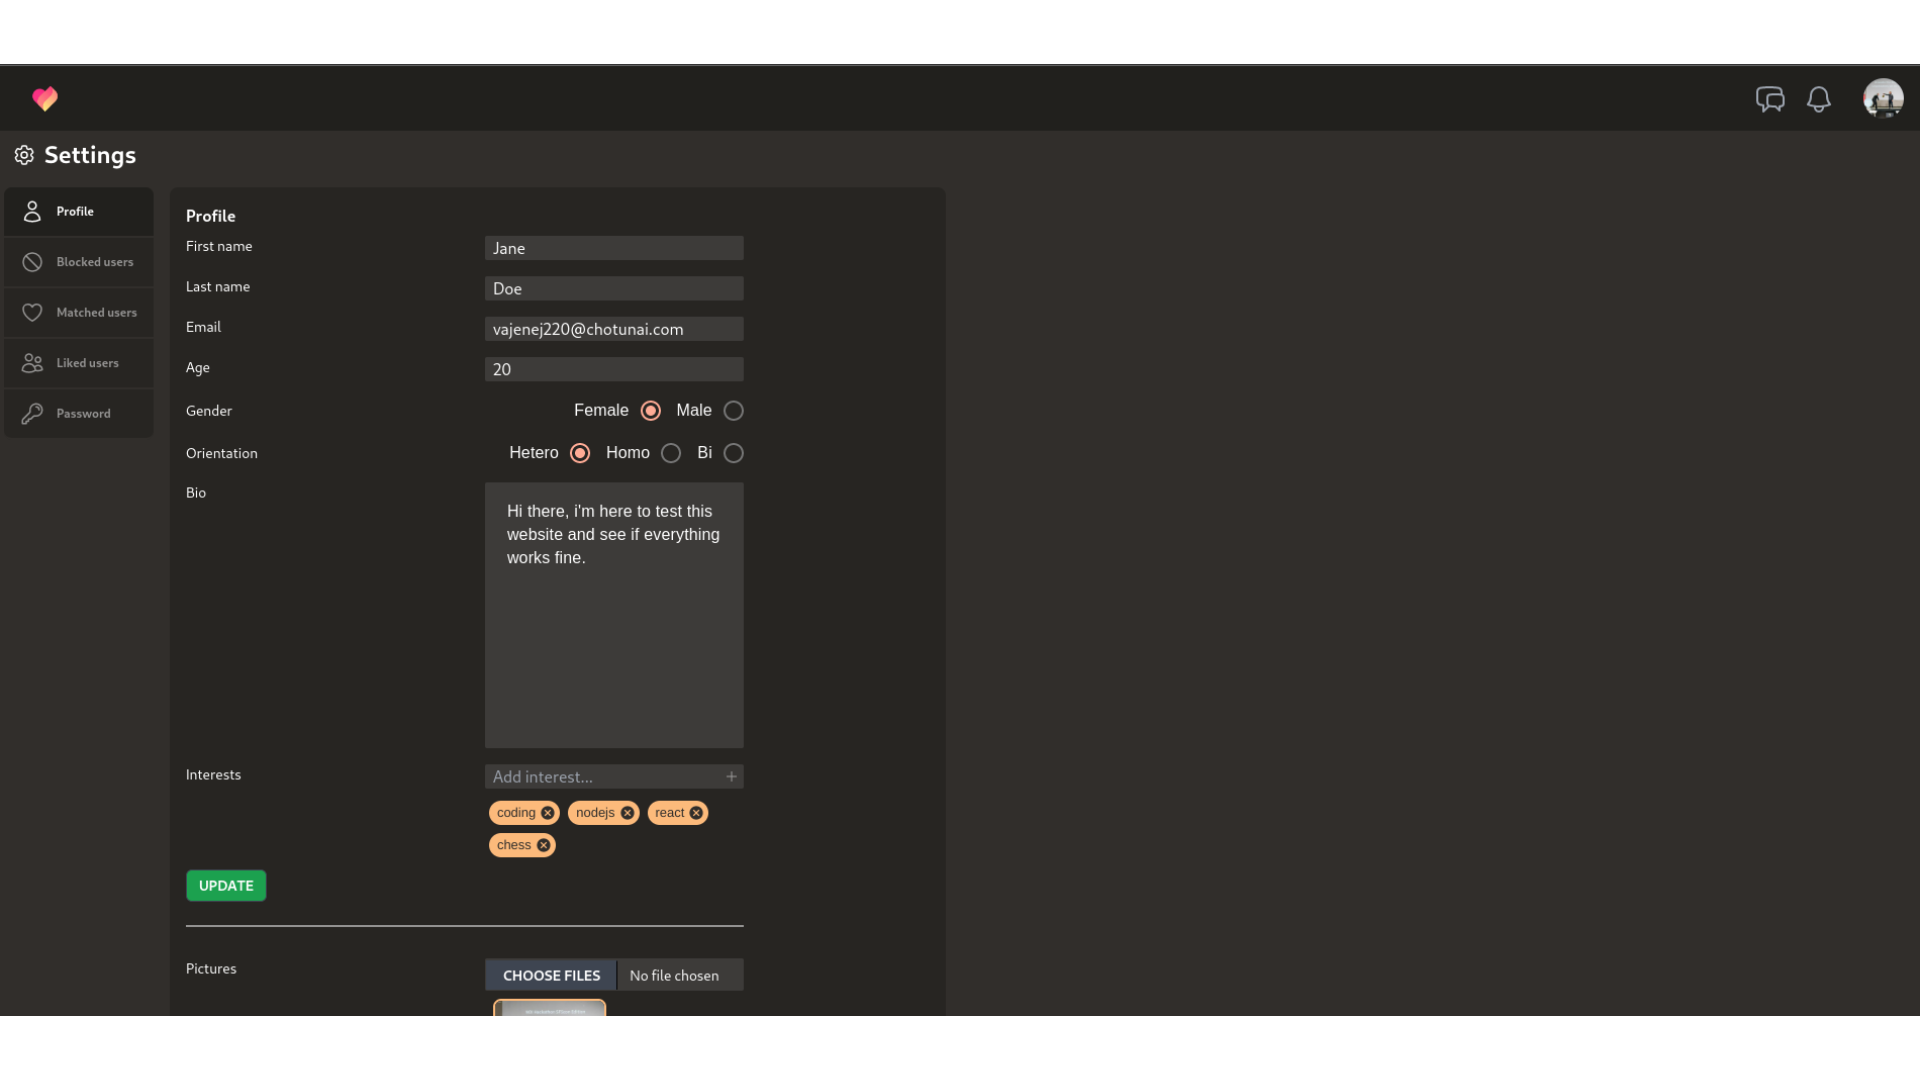 Settings
Profile
Blocked users
Matched users
Liked users
Password
Profile
First name
Jane
Last name
Doe
Email
vajenej220@chotunai.com
Age
20
Gender
Female Male
Orientation
Hetero Homo Bi
Bio
Hi there, i'm here to test this
website and see if everything
works fine.
Interests
Add interest... +
coding nodejs react
chess
UPDATE
Pictures
CHOOSE FILES No file chosen